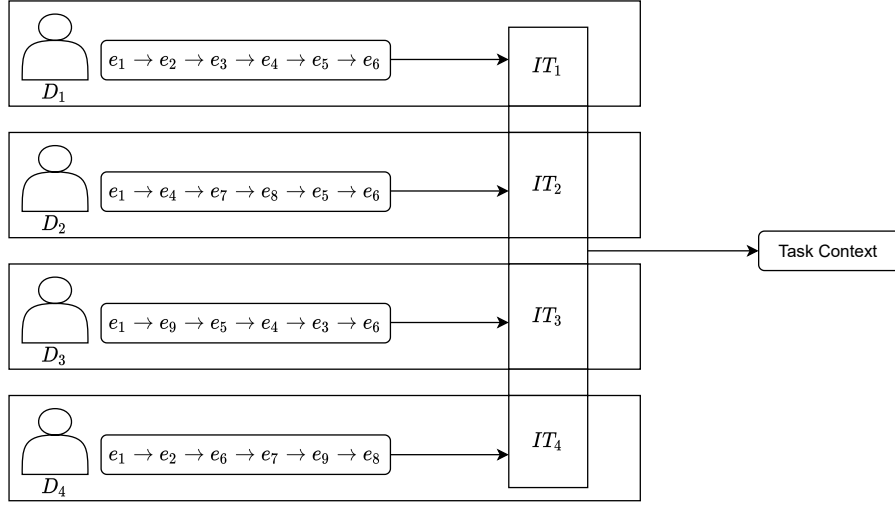 e₁ → e₂ → e₃ → e₄ → e₅ → e₆
IT₁
D₁
e₁ → e₄ → e₇ → e₈ → e₅ → e₆
IT₂
D₂
Task Context
e₁ → e₉ → e₅ → e₄ → e₃ → e₆
IT₃
D₃
e₁ → e₂ → e₆ → e₇ → e₉ → e₈
IT₄
D₄